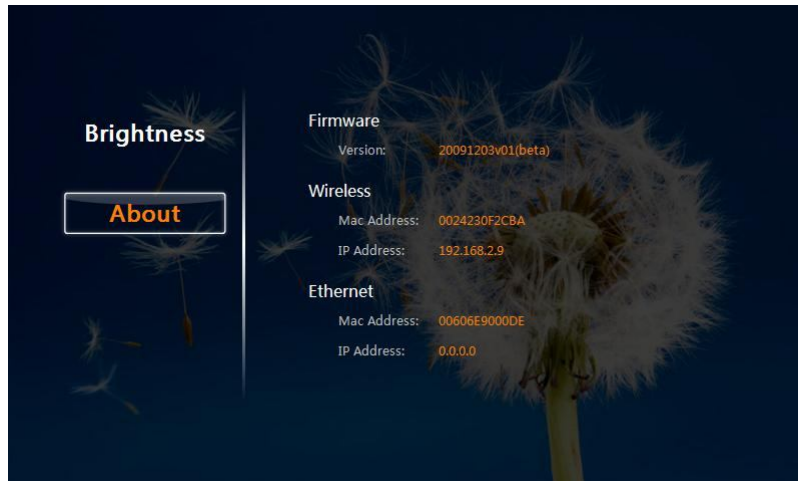 Brightness
About
Firmware
Version: 20091203v01(beta)
Wireless
Mac Address: 0024230F2CBA
IP Address: 192.168.2.9
Ethernet
Mac Address: 00606E9000DE
IP Address: 0.0.0.0